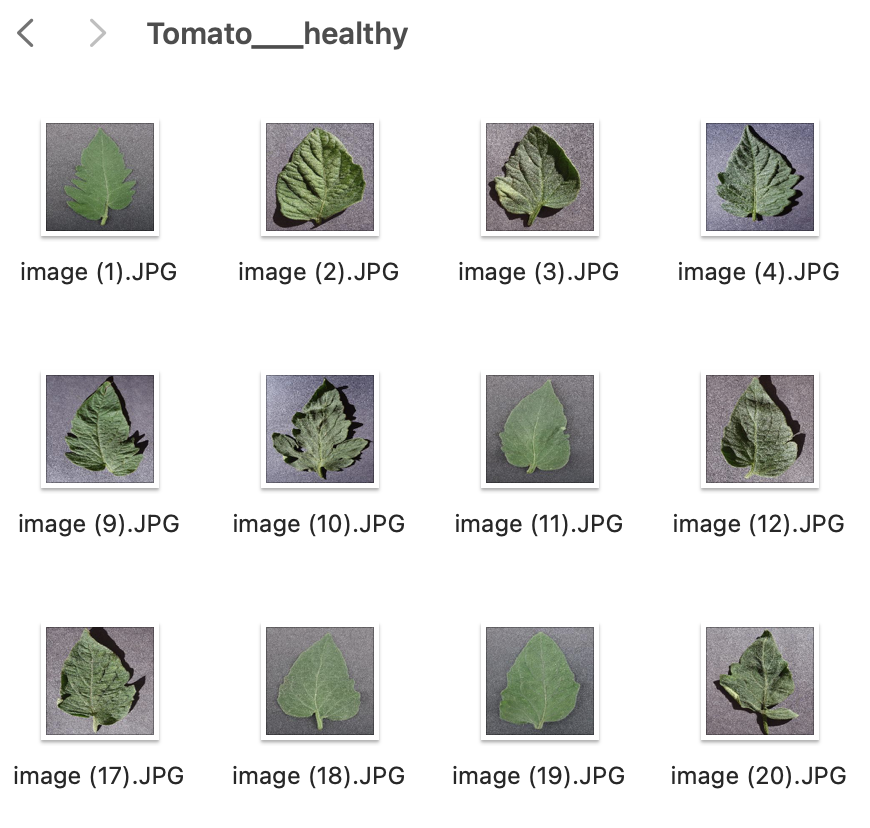 Tomato___healthy
image (1).JPG image (2).JPG image (3).JPG image (4).JPG
image (9).JPG image (10).JPG image (11).JPG image (12).JPG
image (17).JPG image (18).JPG image (19).JPG image (20).JPG